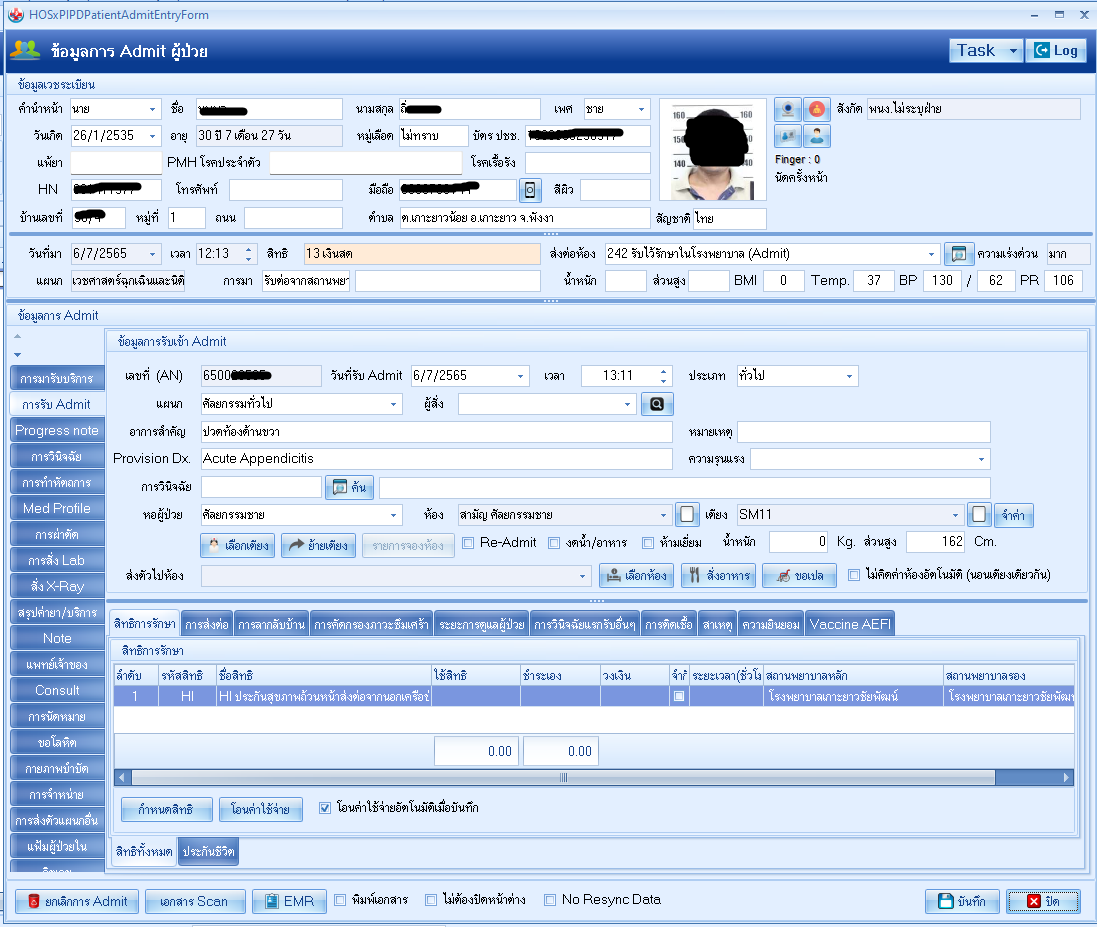 HOSxPIPDPatientAdmitEntryForm
ข้อมูลการ Admit ผู้ป่วย Task Log
ข้อมูลเวชระเบียน
คำนำหน้า นาย ชื่อ นามสกุล เพศ ชาย สังกัด พนง.ไม่ระบุฝ่าย
วันเกิด 26/1/2535 อายุ 30 ปี 7 เดือน 27 วัน หมู่เลือด ไม่ทราบ บัตร ปชช.
160 160
150
140 140
แพ้ยา PMH โรคประจำตัว โรคเรื้อรัง Finger : 0
นัดครั้งหน้า
HN โทรศัพท์ มือถือ สีผิว
บ้านเลขที่ หมู่ที่ 1 ถนน ตำบล ต.เกาะยาวน้อย อ.เกาะยาว จ.พังงา สัญชาติ ไทย
วันที่มา 6/7/2565 เวลา 12:13 สิทธิ 13 เงินสด ส่งต่อห้อง 242 รับไว้รักษาในโรงพยาบาล (Admit) ความเร่งด่วน มาก
แผนก เวชศาสตร์ฉุกเฉินและนิติ การมา รับต่อจากสถานพยา น้ำหนัก ส่วนสูง BMI 0 Temp. 37 BP 130 / 62 PR 106
ข้อมูลการ Admit
ข้อมูลการรับเข้า Admit
การมารับบริการ
การรับ Admit
Progress note
การวินิจฉัย
การทำหัตถการ
Med Profile
การผ่าตัด
การสั่ง Lab
สั่ง X-Ray
สรุปค่ายา/บริการ
Note
แพทย์เจ้าของ
Consult
การนัดหมาย
ขอโลหิต
กายภาพบำบัด
การจำหน่าย
การส่งตัวแผนกอื่น
แฟ้มผู้ป่วยใน
เลขที่ (AN) 650 วันที่รับ Admit 6/7/2565 เวลา 13:11 ประเภท ทั่วไป
แผนก ศัลยกรรมทั่วไป ผู้สั่ง
อาการสำคัญ ปวดท้องด้านขวา หมายเหตุ
Provision Dx. Acute Appendicitis ความรุนแรง
การวินิจฉัย ค้น
หอผู้ป่วย ศัลยกรรมชาย ห้อง สามัญ ศัลยกรรมชาย เตียง SM11 จำค่า
เลือกเตียง ย้ายเตียง รายการจองห้อง Re-Admit งดน้ำ/อาหาร ห้ามเยี่ยม น้ำหนัก 0 Kg. ส่วนสูง 162 Cm.
ส่งตัวไปห้อง เลือกห้อง สั่งอาหาร ขอเปล ไม่คิดค่าห้องอัตโนมัติ (นอนเตียงเดียวกัน)
สิทธิการรักษา การส่งต่อ การลากลับบ้าน การคัดกรองภาวะซึมเศร้า ระยะการดูแลผู้ป่วย การวินิจฉัยแรกรับอื่นๆ การติดเชื้อ สาเหตุ ความยินยอม Vaccine AEFI
สิทธิการรักษา
ลำดับ รหัสสิทธิ ชื่อสิทธิ ใช้สิทธิ ชำระเอง วงเงิน จำกั ระยะเวลา(ชั่วโม สถานพยาบาลหลัก สถานพยาบาลรอง
1 HI HI ประกันสุขภาพถ้วนหน้าส่งต่อจากนอกเครือข่ โรงพยาบาลเกาะยาวชัยพัฒน์ โรงพยาบาลเกาะยาวชัยพัฒน
0.00 0.00
กำหนดสิทธิ โอนค่าใช้จ่าย โอนค่าใช้จ่ายอัตโนมัติเมื่อบันทึก
สิทธิทั้งหมด ประกันชีวิต
ยกเลิกการ Admit เอกสาร Scan EMR พิมพ์เอกสาร ไม่ต้องปิดหน้าต่าง No Resync Data บันทึก ปิด